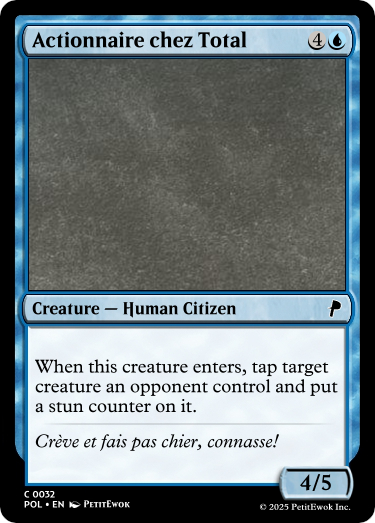 Actionnaire chez Total 4
Creature — Human Citizen
When this creature enters, tap target
creature an opponent control and put
a stun counter on it.
Crève et fais pas chier, connasse!
4/5
C 0032
POL • EN PetitEwok
© 2025 PetitEwok Inc.